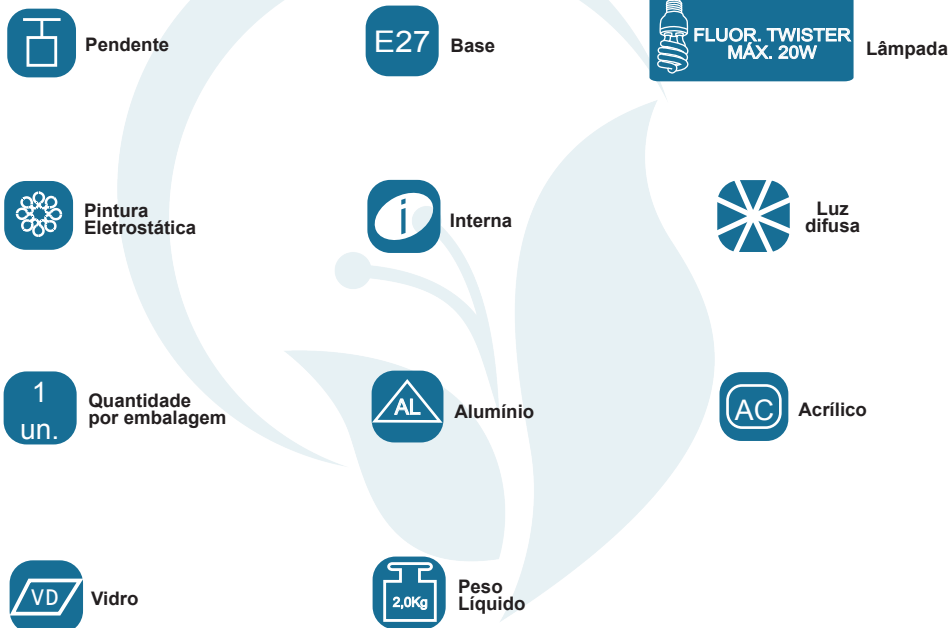 Pendente
E27
Base
FLUOR. TWISTER
MÁX. 20W
Lâmpada
Pintura
Eletrostática
i
Interna
Luz
difusa
1
un.
Quantidade
por embalagem
AL
Alumínio
AC
Acrílico
VD
Vidro
2,0Kg
Peso
Líquido